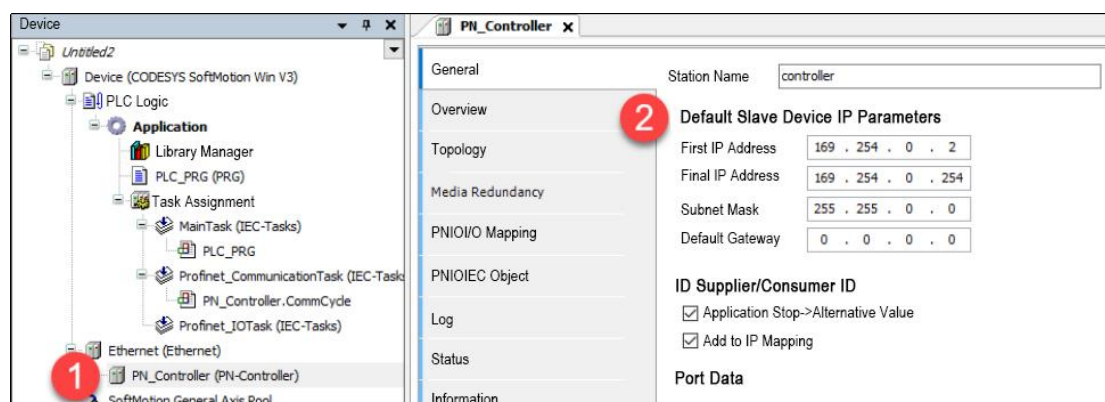 Device
Untitled2
Device (CODESYS SoftMotion Win V3)
PLC Logic
Application
Library Manager
PLC_PRG (PRG)
Task Assignment
MainTask (IEC-Tasks)
PLC_PRG
Profinet_CommunicationTask (IEC-Task
PN_Controller.CommCycle
Profinet_IOTask (IEC-Tasks)
Ethernet (Ethernet)
1
PN_Controller (PN-Controller)
SoftMotion General Axis Pool
PN_Controller
General
Overview
Topology
Media Redundancy
PNIOI/O Mapping
PNIOIEC Object
Log
Status
Information
Station Name controller
2
Default Slave Device IP Parameters
First IP Address 169 . 254 . 0 . 2
Final IP Address 169 . 254 . 0 . 254
Subnet Mask 255 . 255 . 0 . 0
Default Gateway 0 . 0 . 0 . 0
ID Supplier/Consumer ID
Application Stop->Alternative Value
Add to IP Mapping
Port Data